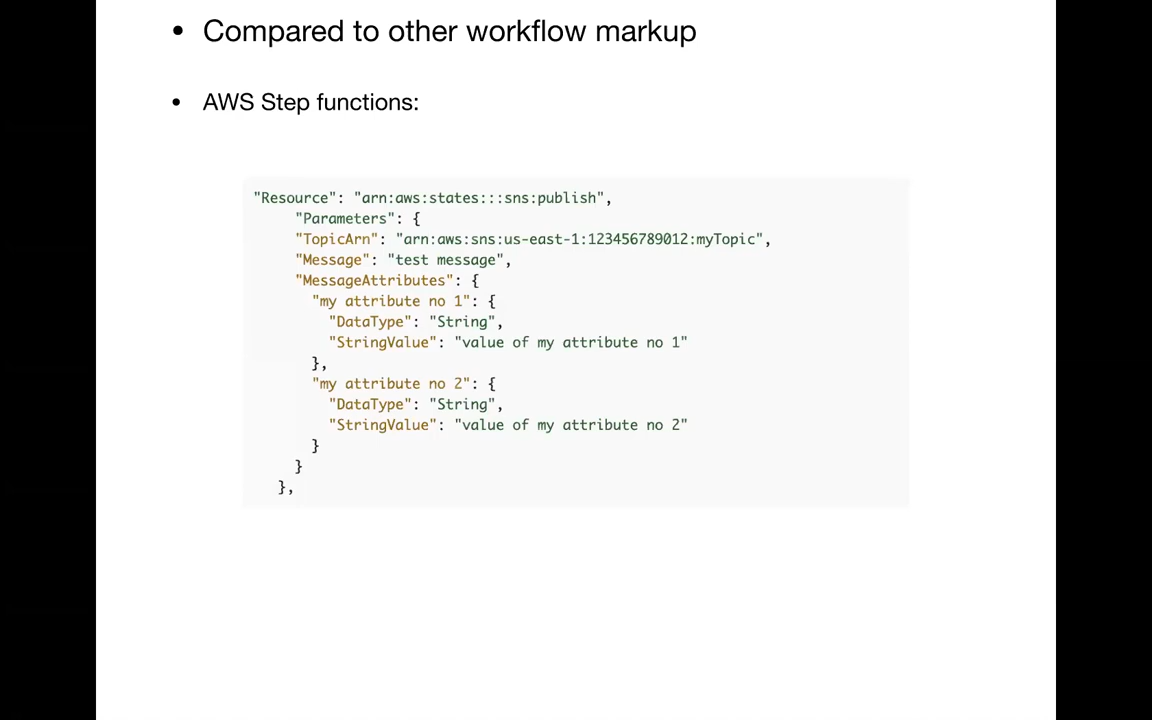 • Compared to other workflow markup
• AWS Step functions:
"Resource": "arn:aws:states:::sns:publish",
"Parameters": {
"TopicArn": "arn:aws:sns:us-east-1:123456789012:myTopic",
"Message": "test message",
"MessageAttributes": {
"my attribute no 1": {
"DataType": "String",
"StringValue": "value of my attribute no 1"
},
"my attribute no 2": {
"DataType": "String",
"StringValue": "value of my attribute no 2"
}
}
},